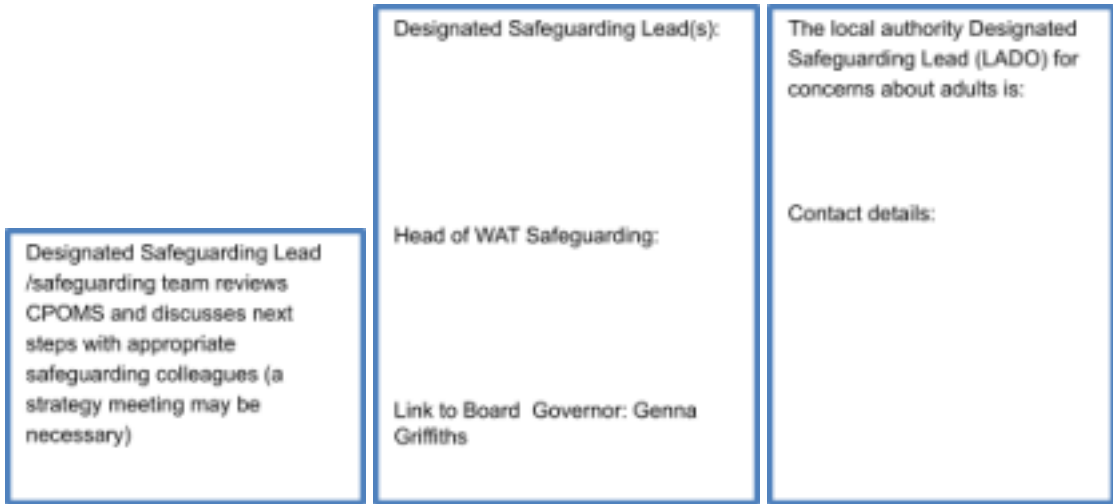 Designated Safeguarding Lead
/safeguarding team reviews
CPOMS and discusses next
steps with appropriate
safeguarding colleagues (a
strategy meeting may be
necessary)
Designated Safeguarding Lead(s):
Head of WAT Safeguarding:
Link to Board  Governor: Genna
Griffiths
The local authority Designated
Safeguarding Lead (LADO) for
concerns about adults is:
Contact details: